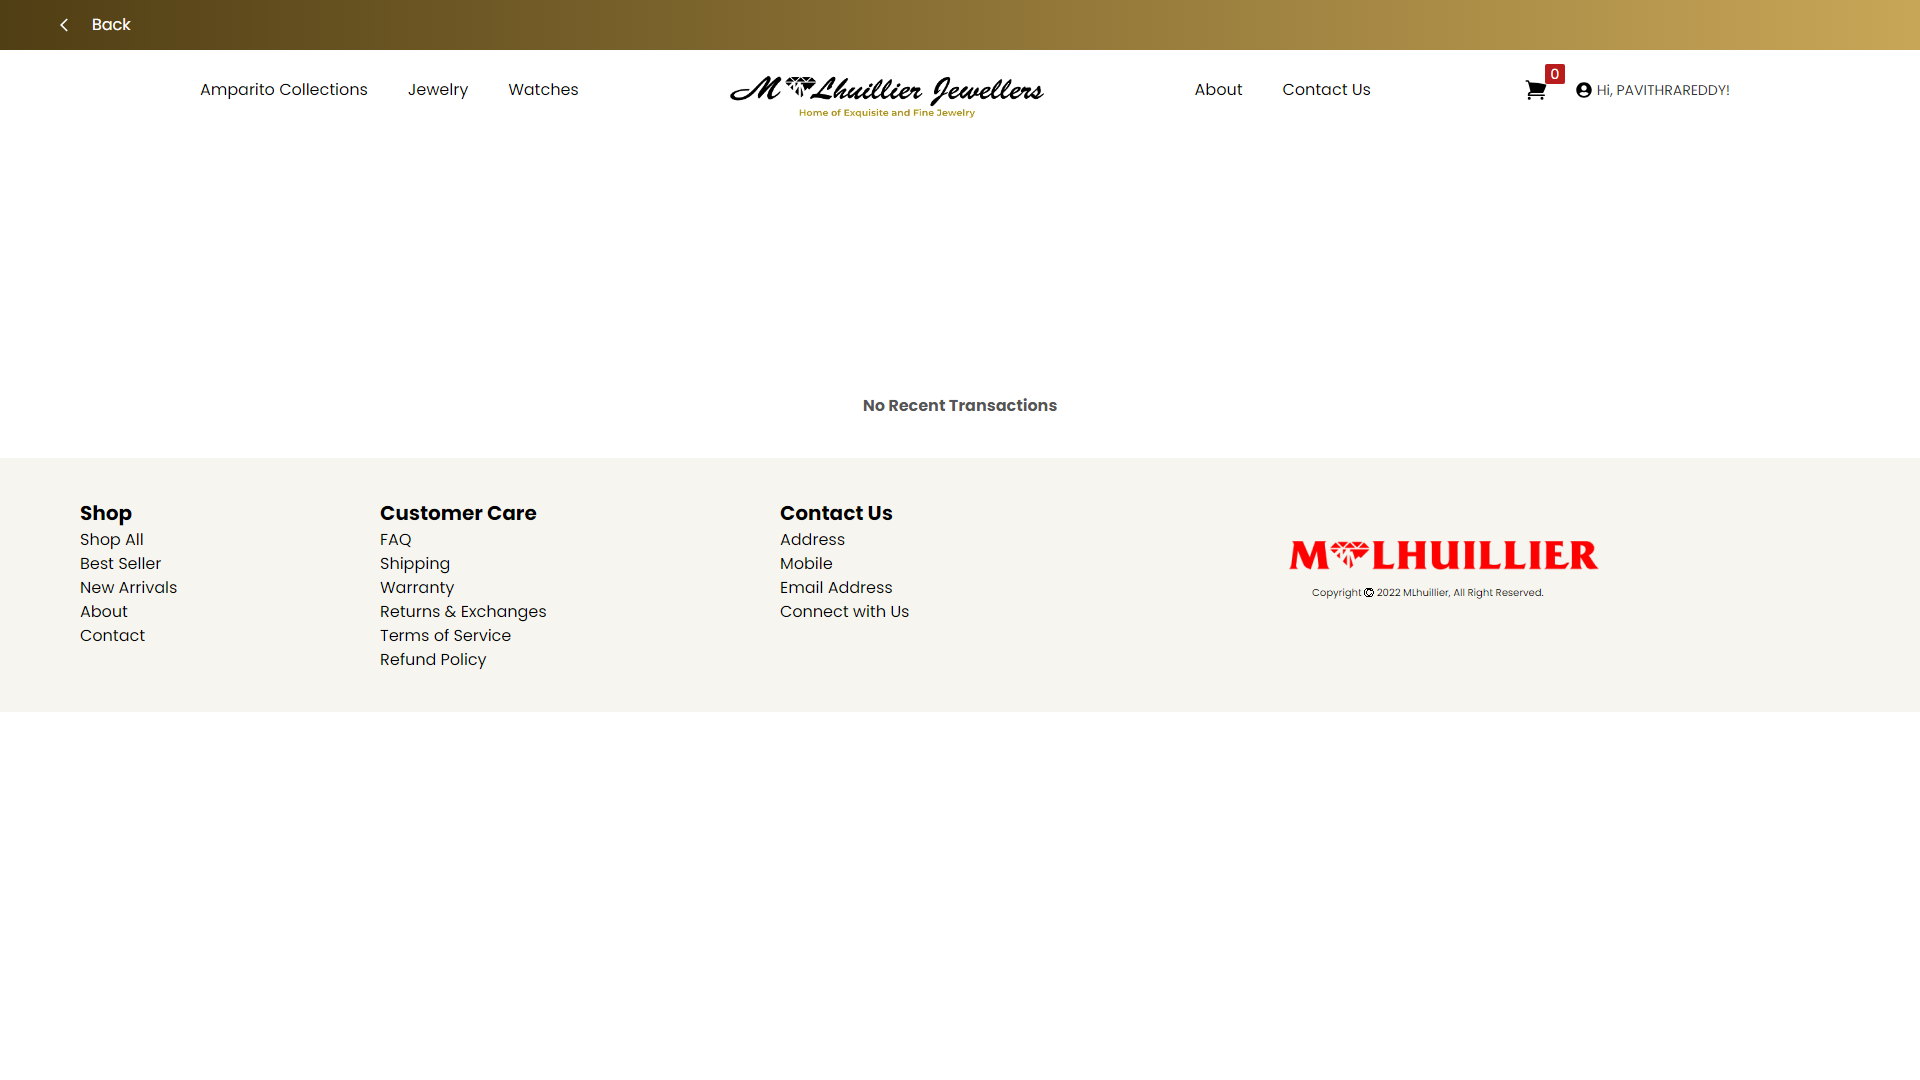 Back
Amparito Collections
Jewelry
Watches
M Lhuillier Jewellers
Home of Exquisite and Fine Jewelry
About
Contact Us
0
Hi, PAVITHRAREDDY!
No Recent Transactions
Shop
Shop All
Best Seller
New Arrivals
About
Contact
Customer Care
FAQ
Shipping
Warranty
Returns & Exchanges
Terms of Service
Refund Policy
Contact Us
Address
Mobile
Email Address
Connect with Us
M LHUILLIER
Copyright © 2022 MLhuillier, All Right Reserved.